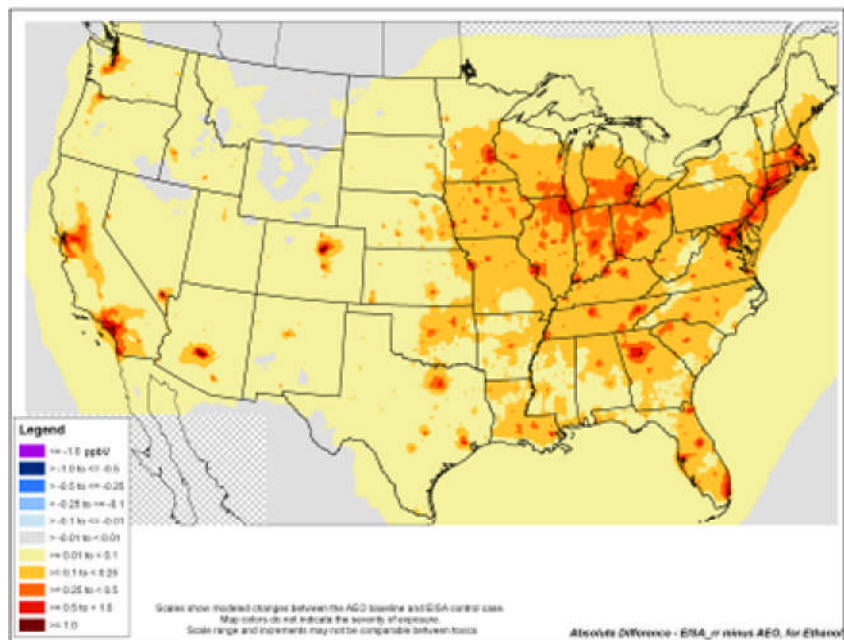 Legend
<= -1.0 ppbV
> -1.0 to <= -0.5
> -0.5 to <= -0.25
> -0.25 to <= -0.1
> -0.1 to <= -0.01
> -0.01 to < 0.01
>= 0.01 to < 0.1
>= 0.1 to < 0.25
>= 0.25 to < 0.5
>= 0.5 to < 1.0
>= 1.0
Scales show modeled changes between the AEO baseline and EISA control case.
Map colors do not indicate the severity of exposure.
Scale range and increments may not be comparable between toxics
Absolute Difference - EISA_rr minus AEO, for Ethanol